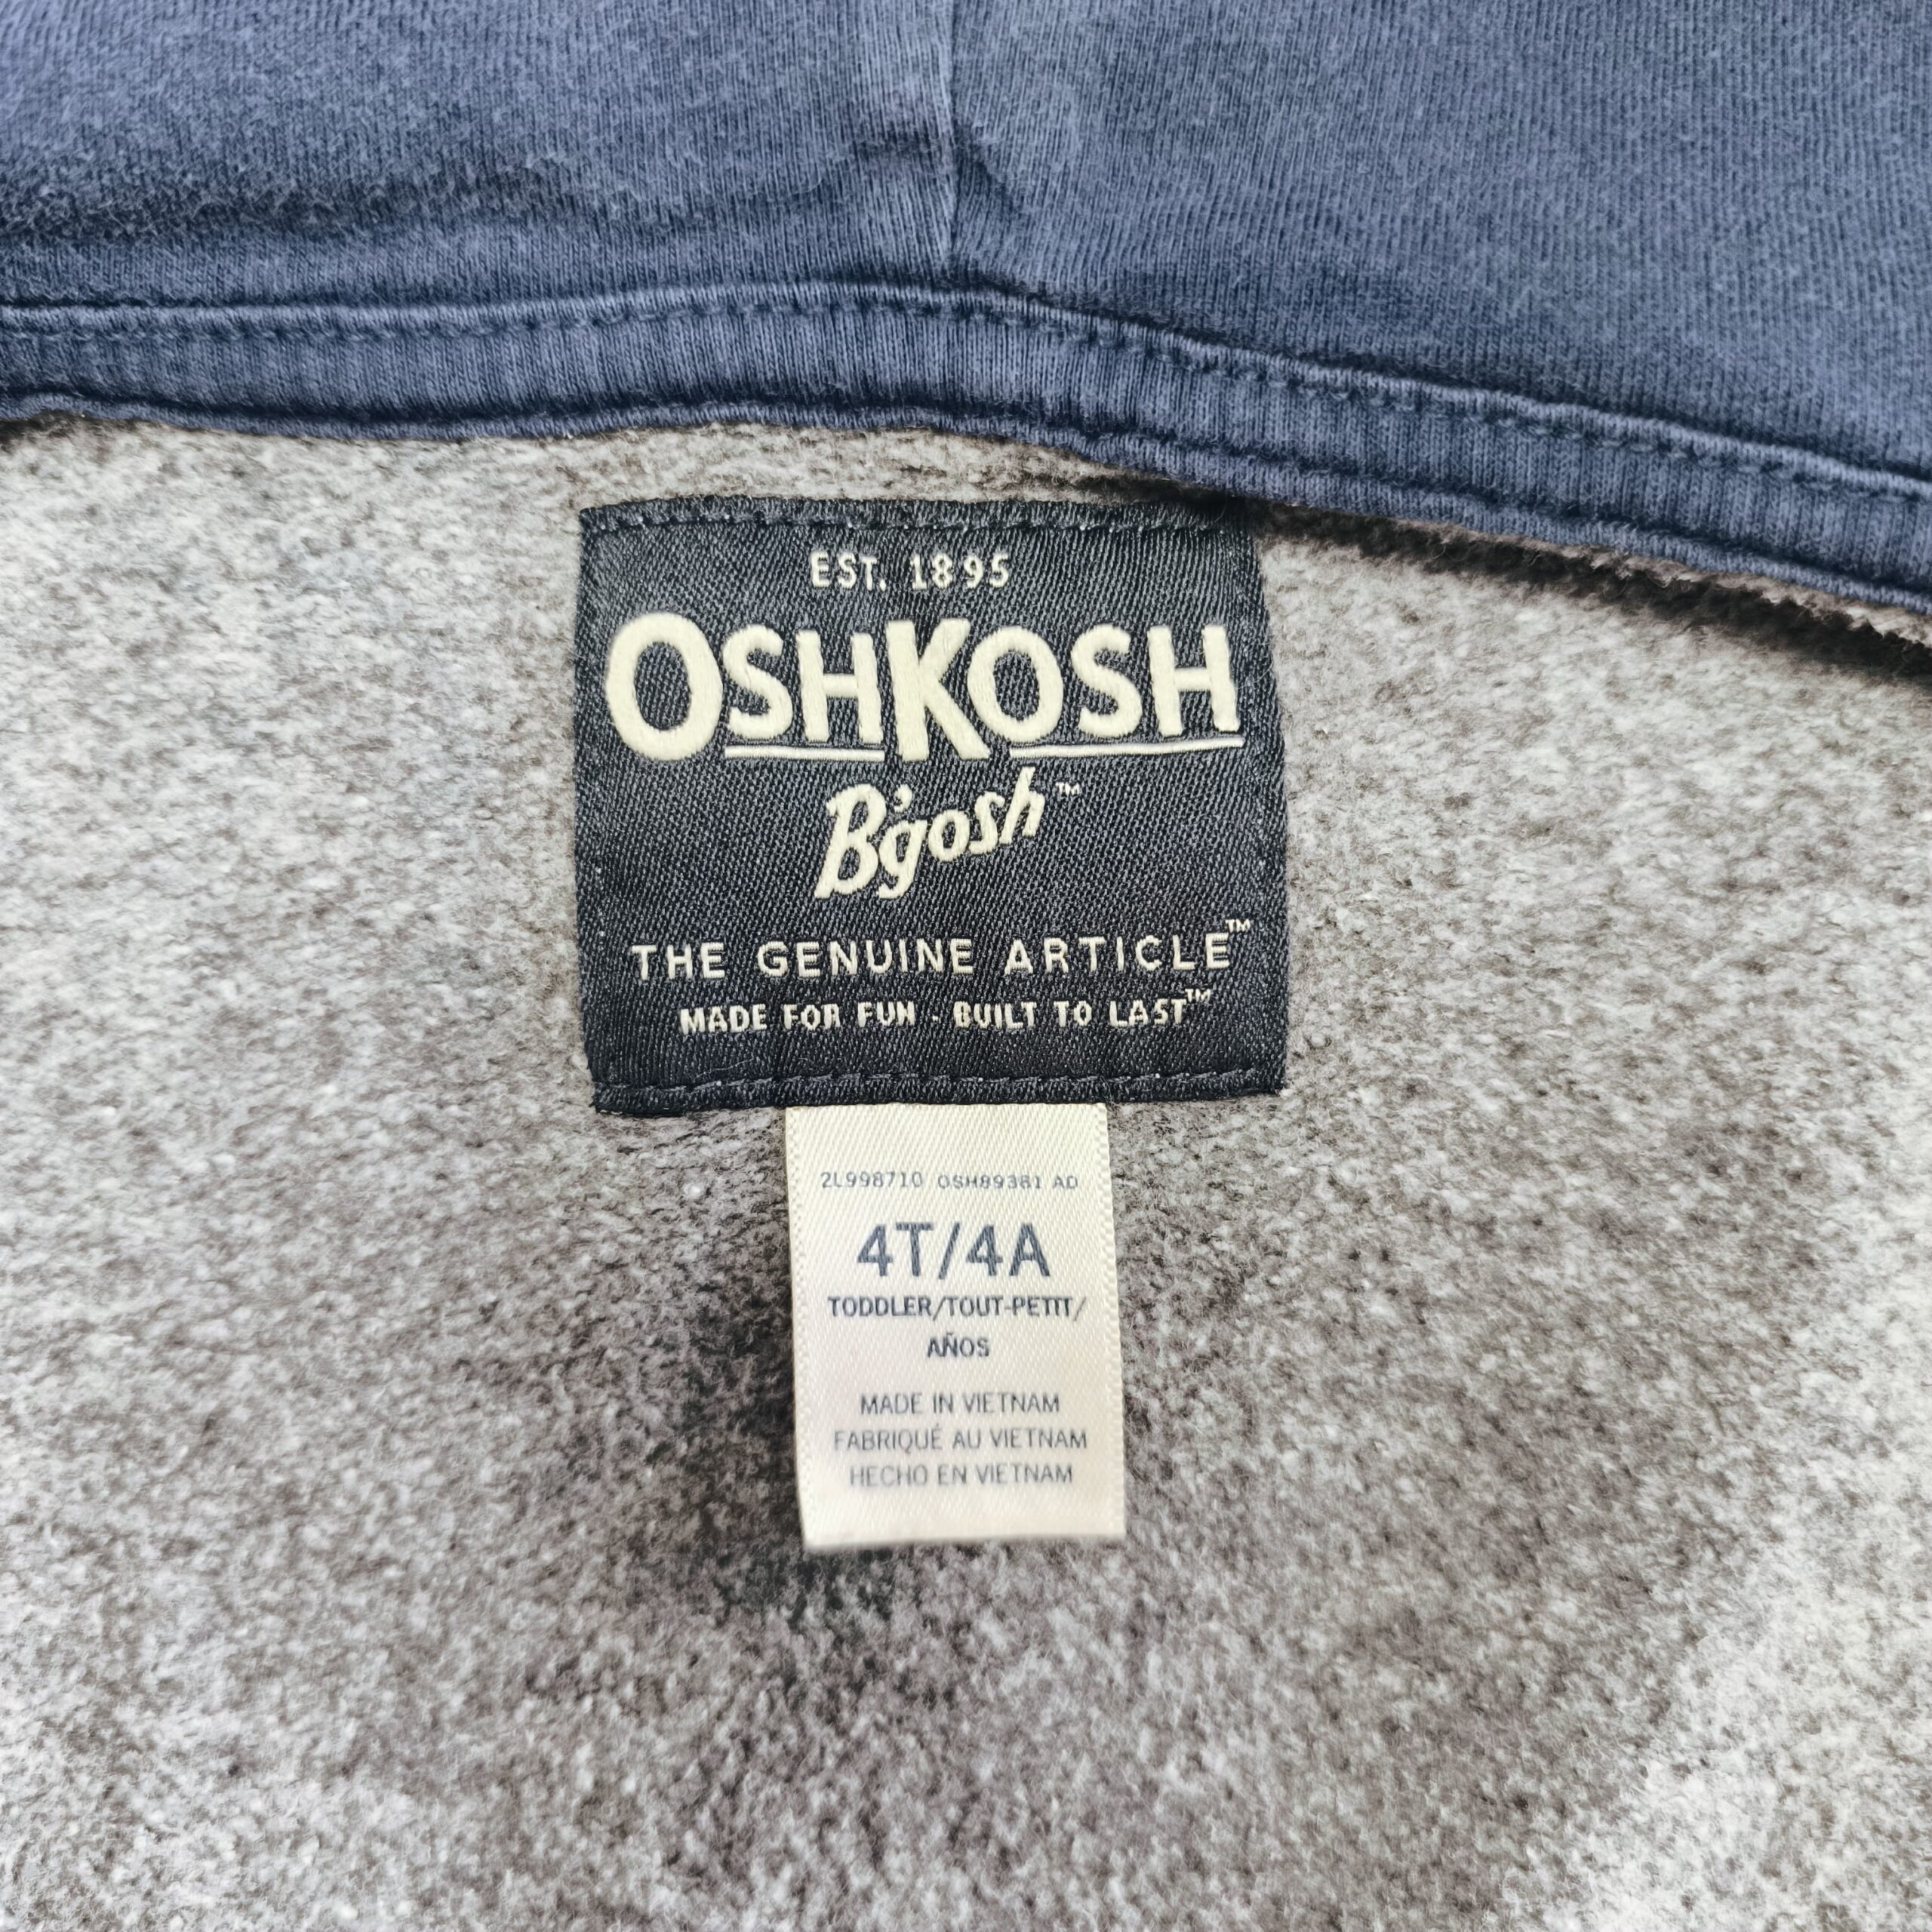 EST. 1895
OSHKOSH
B'gosh™
THE GENUINE ARTICLE™
MADE FOR FUN - BUILT TO LAST™
2L998710 OSH89381 AD
4T/4A
TODDLER/TOUT-PETIT/
AÑOS
MADE IN VIETNAM
FABRIQUÉ AU VIETNAM
HECHO EN VIETNAM